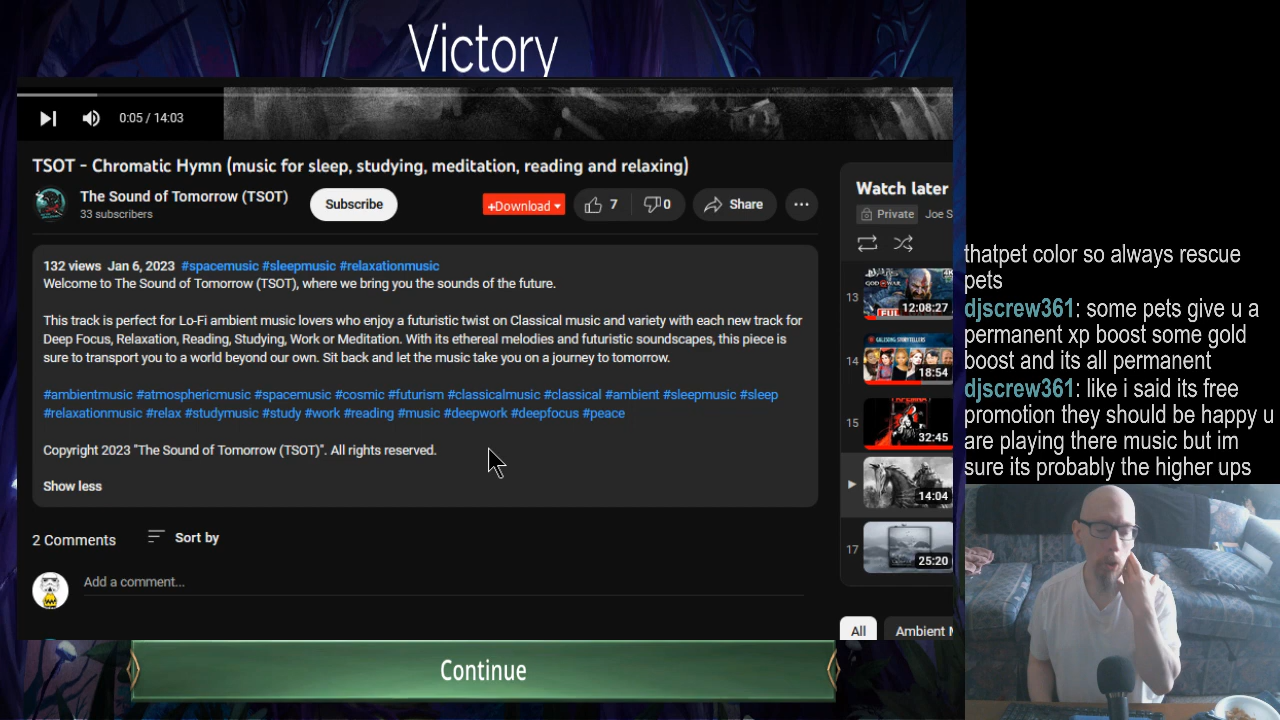 Victory
0:05 / 14:03
TSOT - Chromatic Hymn (music for sleep, studying, meditation, reading and relaxing)
The Sound of Tomorrow (TSOT)
33 subscribers
Subscribe
+Download
7
0
Share
132 views Jan 6, 2023 #spacemusic #sleepmusic #relaxationmusic
Welcome to The Sound of Tomorrow (TSOT), where we bring you the sounds of the future.
This track is perfect for Lo-Fi ambient music lovers who enjoy a futuristic twist on Classical music and variety with each new track for
Deep Focus, Relaxation, Reading, Studying, Work or Meditation. With its ethereal melodies and futuristic soundscapes, this piece is
sure to transport you to a world beyond our own. Sit back and let the music take you on a journey to tomorrow.
#ambientmusic #atmosphericmusic #spacemusic #cosmic #futurism #classicalmusic #classical #ambient #sleepmusic #sleep
#relaxationmusic #relax #studymusic #study #work #reading #music #deepwork #deepfocus #peace
Copyright 2023 "The Sound of Tomorrow (TSOT)". All rights reserved.
Show less
2 Comments
Sort by
Add a comment...
Watch later
Private
Joe S
13
12:08:27
14
18:54
15
32:45
14:04
17
25:20
All
Ambient M
Continue
thatpet color so always rescue
pets
djscrew361: some pets give u a
permanent xp boost some gold
boost and its all permanent
djscrew361: like i said its free
promotion they should be happy u
are playing there music but im
sure its probably the higher ups